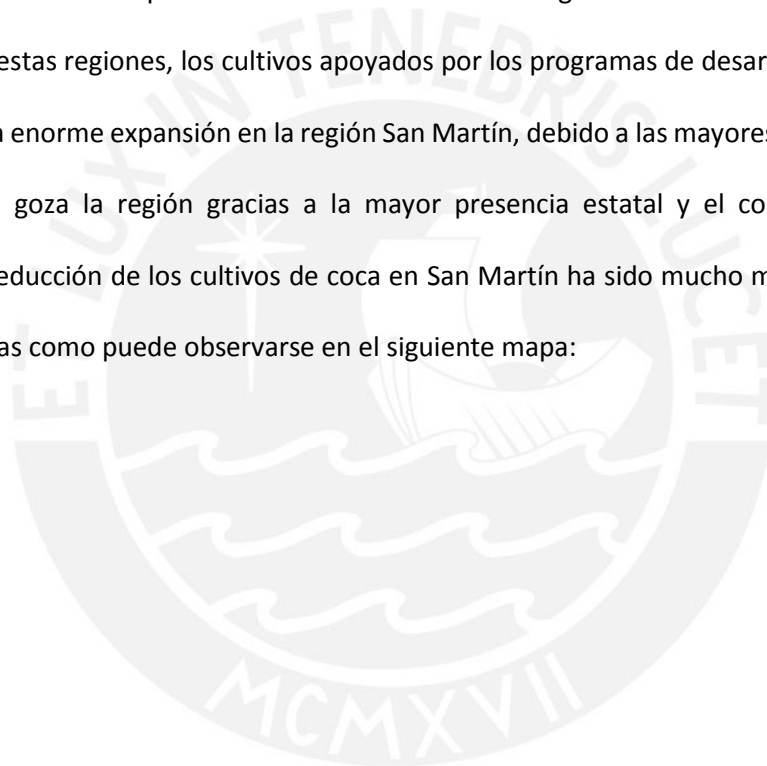 estas regiones, los cultivos apoyados por los programas de desar
enorme expansión en la región San Martín, debido a las mayores
goza la región gracias a la mayor presencia estatal y el co
educción de los cultivos de coca en San Martín ha sido mucho m
as como puede observarse en el siguiente mapa:
ET LUX IN TENEBRIS LUCET
MCMXVII